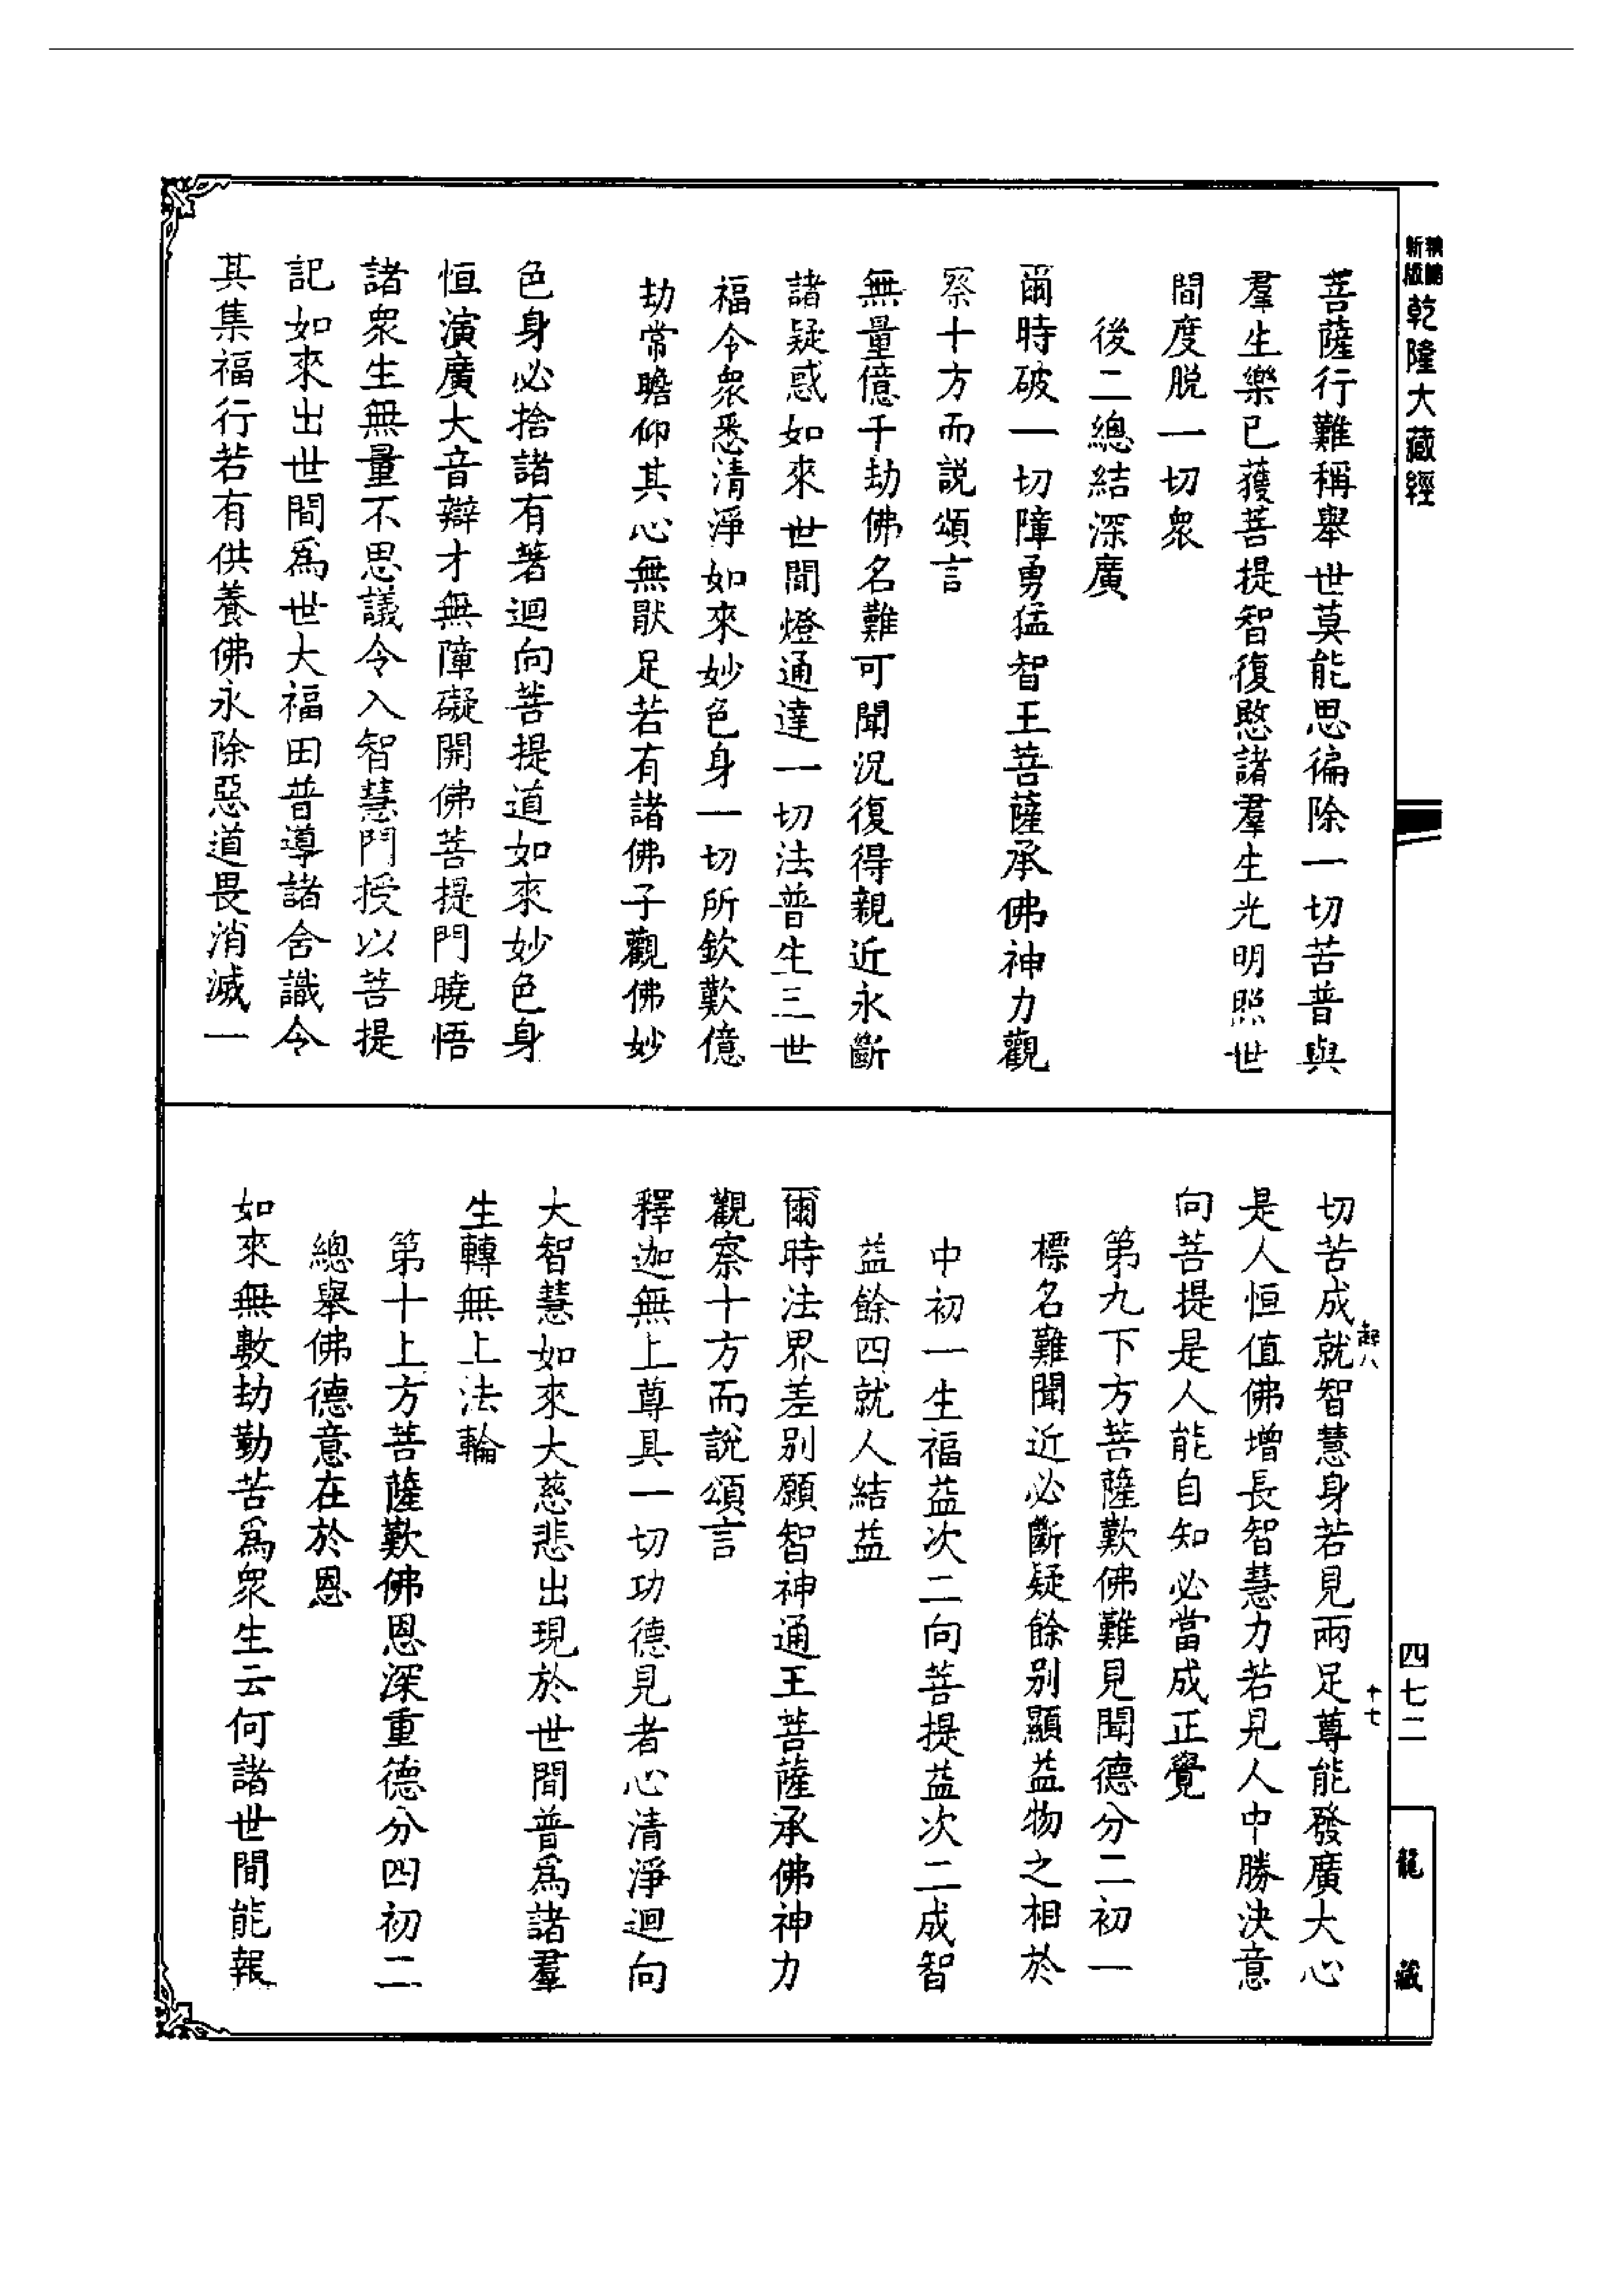 新版
乾隆大藏經
菩薩行難稱舉世莫能思徧除一切苦普與
羣生樂已獲菩提智復愍諸羣生光明照世
間度脱一切衆
後二總結深廣
爾時破一切障勇猛智王菩薩承佛神力觀
察十方而説頌言
無量億千劫佛名難可聞況復得親近永斷
諸疑惑如來世間燈通達一切法普生三世
福令衆悉清淨如來妙色身一切所欽歎億
劫常瞻仰其心無猒足若有諸佛子觀佛妙
色身必捨諸有著迴向菩提道如來妙色身
恒演廣大音辯才無障礙開佛菩提門曉悟
諸衆生無量不思議令入智慧門授以菩提
記如來出世間爲世大福田普導諸含識令
其集福行若有供養佛永除惡道畏消滅一
切苦成就智慧身若見兩足尊能發廣大心
是人恒值佛增長智慧力若見人中勝決意
向菩提是人能自知必當成正覺
第九下方菩薩歎佛難見聞德分二初一
標名難聞近必斷疑餘别顯益物之相於
中初一生福益次二向菩提益次二成智
益餘四就人結益
爾時法界差别願智神通王菩薩承佛神力
觀察十方而說頌言
釋迦無上尊具一切功德見者心清淨迴向
大智慧如來大慈悲出現於世間普爲諸羣
生轉無上法輪
第十上方菩薩歎佛恩深重德分四初二
總舉佛德意在於恩
如來無數劫勤苦爲衆生云何諸世間能報
十七
四七二
龍藏